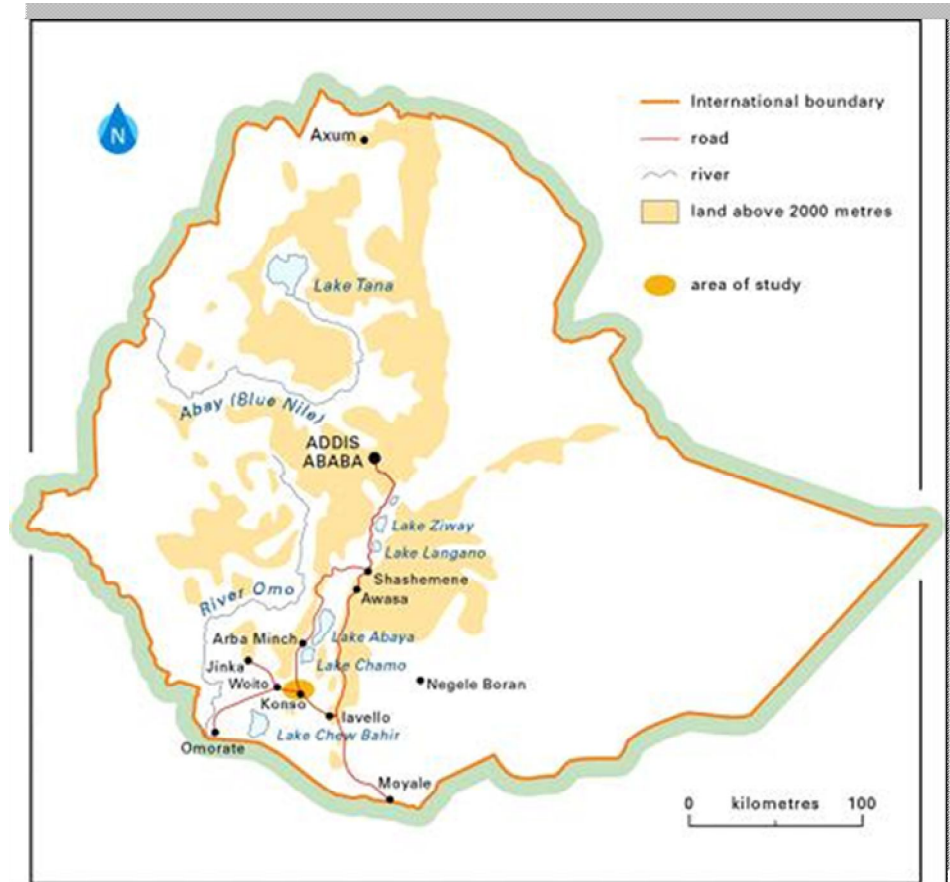 N
Axum
International boundary
road
river
land above 2000 metres
area of study
Lake Tana
Abay (Blue Nile)
ADDIS
ABABA
Lake Ziway
Lake Langano
Shashemene
Awasa
River Omo
Arba Minch
Lake Abaya
Jinka
Lake Chamo
Woito
Negele Boran
Konso
Iavello
Lake Chew Bahir
Omorate
Moyale
0 kilometres 100